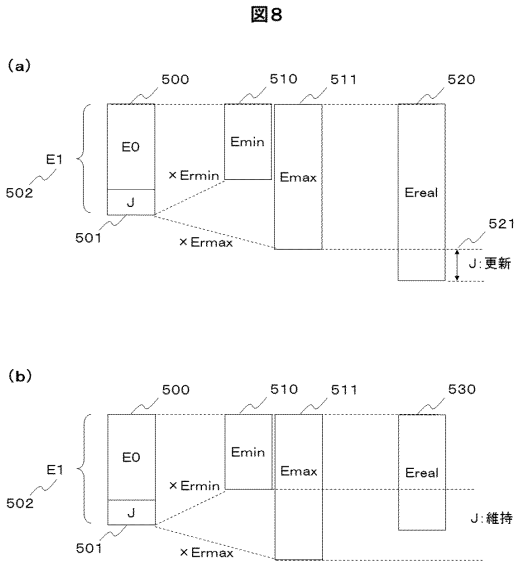 図8
(a)
500
510
511
520
E0
Emin
E1
×Ermin
Emax
Ereal
502
J
501
×Ermax
521
J:更新
(b)
500
510
511
530
E0
Emin
E1
×Ermin
Emax
Ereal
502
J
J:維持
501
×Ermax